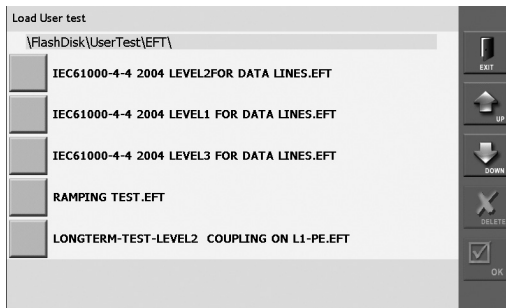 Load User test
\FlashDisk\UserTest\EFT\
EXIT
IEC61000-4-4 2004 LEVEL2FOR DATA LINES.EFT
IEC61000-4-4 2004 LEVEL1 FOR DATA LINES.EFT
UP
IEC61000-4-4 2004 LEVEL3 FOR DATA LINES.EFT
DOWN
RAMPING TEST.EFT
DELETE
LONGTERM-TEST-LEVEL2 COUPLING ON L1-PE.EFT
OK